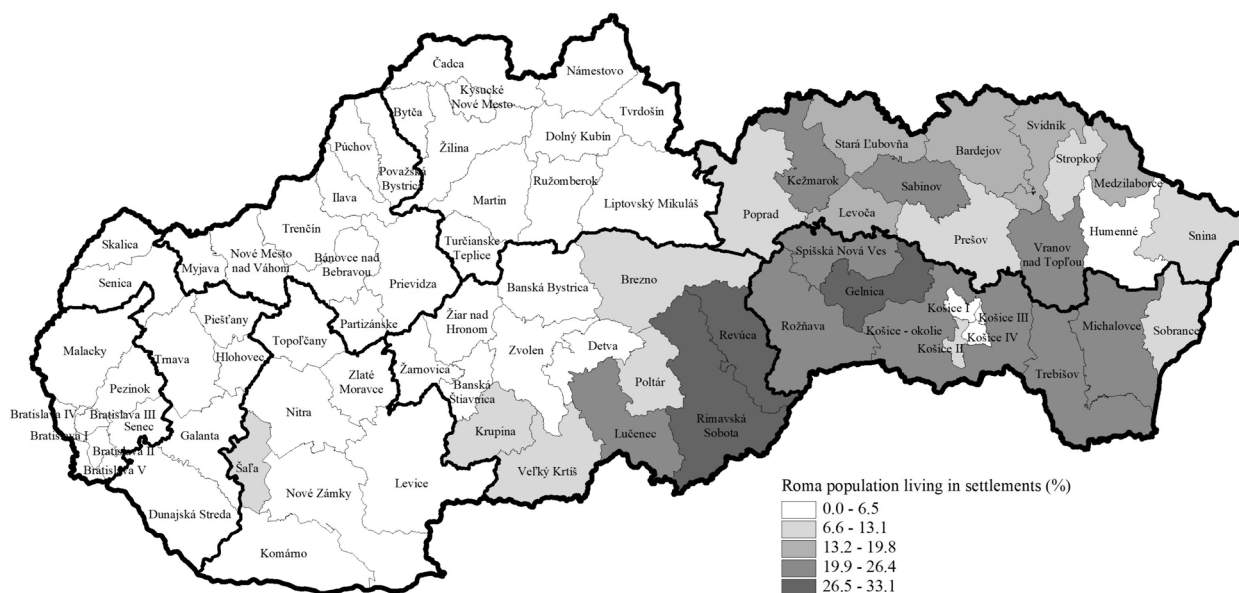 Čadca
Námestovo
Kysucké
Nové Mesto
Bytča
Tvrdošín
Dolný Kubín
Púchov
Žilina
Považská
Bystrica
Ružomberok
Ilava
Martin
Liptovský Mikuláš
Trenčín
Turčianske
Teplice
Skalica
Senica
Myjava
Nové Mesto
nad Váhom
Bánovce nad
Bebravou
Prievidza
Partizánske
Piešťany
Topoľčany
Hlohovec
Malacky
Trnava
Zlaté
Moravce
Pezinok
Nitra
Bratislava IV
Bratislava III
Senec
Bratislava I
Bratislava II
Bratislava V
Galanta
Šaľa
Dunajská Streda
Nové Zámky
Levice
Komárno
Banská Bystrica
Brezno
Žiar nad
Hronom
Zvolen
Detva
Žarnovica
Banská
Štiavnica
Poltár
Revúca
Krupina
Lučenec
Rimavská
Sobota
Veľký Krtíš
Svidník
Stará Ľubovňa
Bardejov
Stropkov
Kežmarok
Sabinov
Medzilaborce
Poprad
Levoča
Prešov
Humenné
Snina
Vranov
nad Topľou
Spišská Nová Ves
Gelnica
Rožňava
Košice - okolie
Košice I
Košice III
Košice II
Košice IV
Michalovce
Sobrance
Trebišov
Roma population living in settlements (%)
0.0 - 6.5
6.6 - 13.1
13.2 - 19.8
19.9 - 26.4
26.5 - 33.1